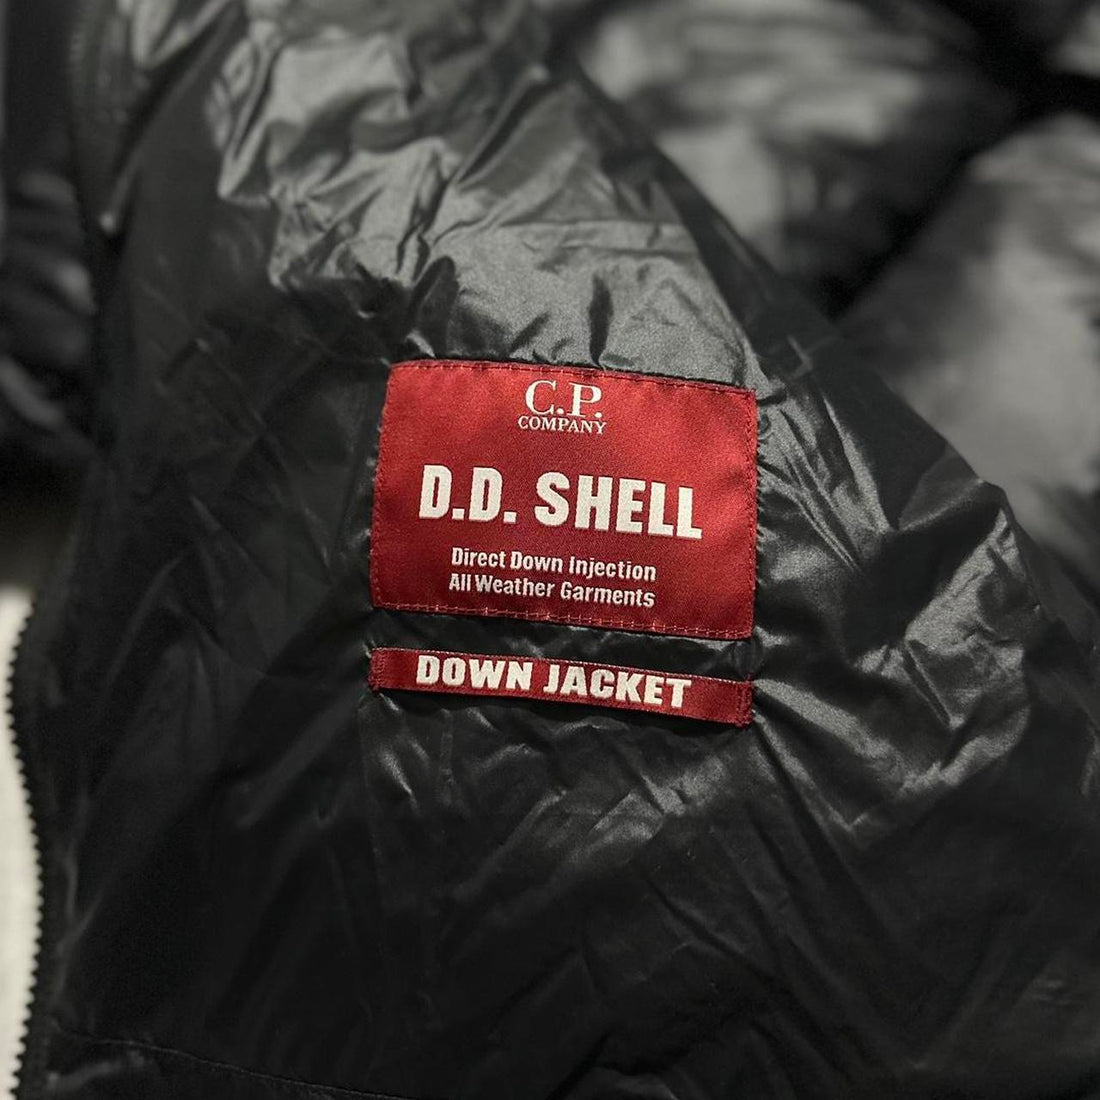 C.P.
COMPANY
D.D. SHELL
Direct Down Injection
All Weather Garments
DOWN JACKET